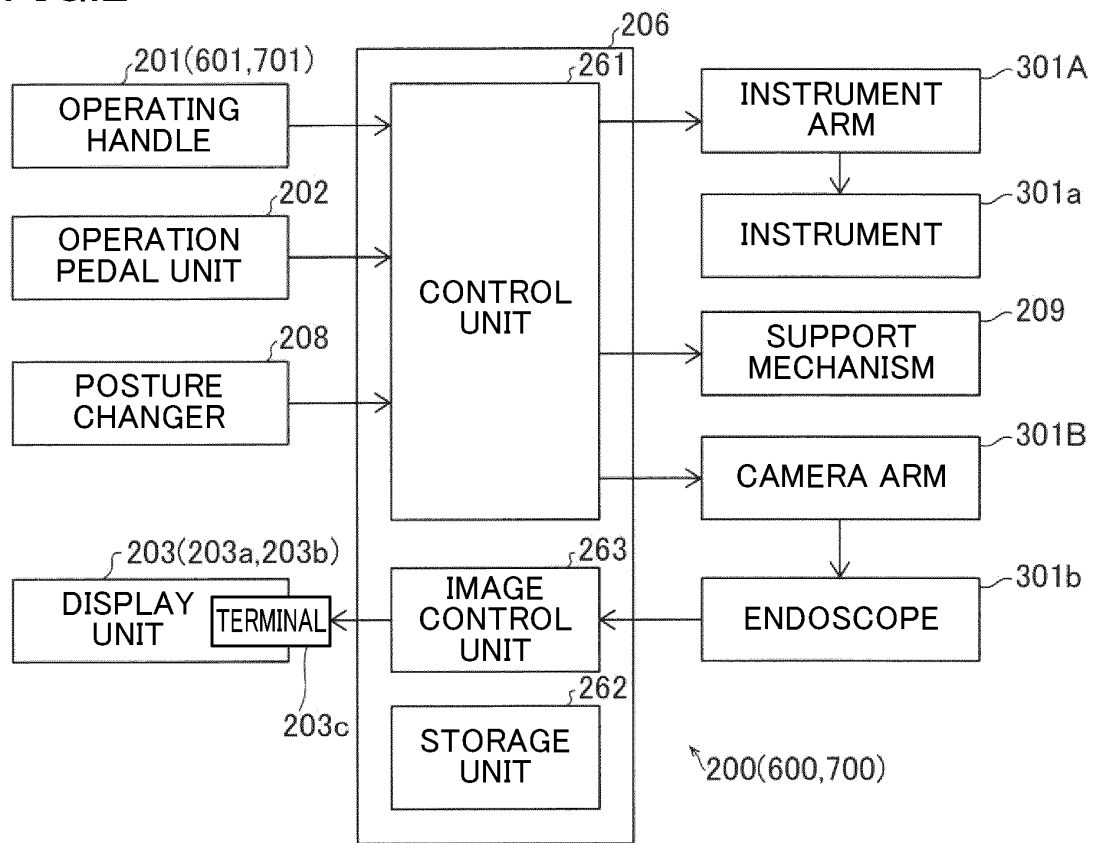 206
201(601,701)
OPERATING
HANDLE
261
INSTRUMENT
ARM
301A
202
OPERATION
PEDAL UNIT
CONTROL
UNIT
INSTRUMENT
301a
208
POSTURE
CHANGER
SUPPORT
MECHANISM
209
CAMERA ARM
301B
203(203a,203b)
DISPLAY
UNIT
TERMINAL
203c
263
IMAGE
CONTROL
UNIT
ENDOSCOPE
301b
262
STORAGE
UNIT
200(600,700)